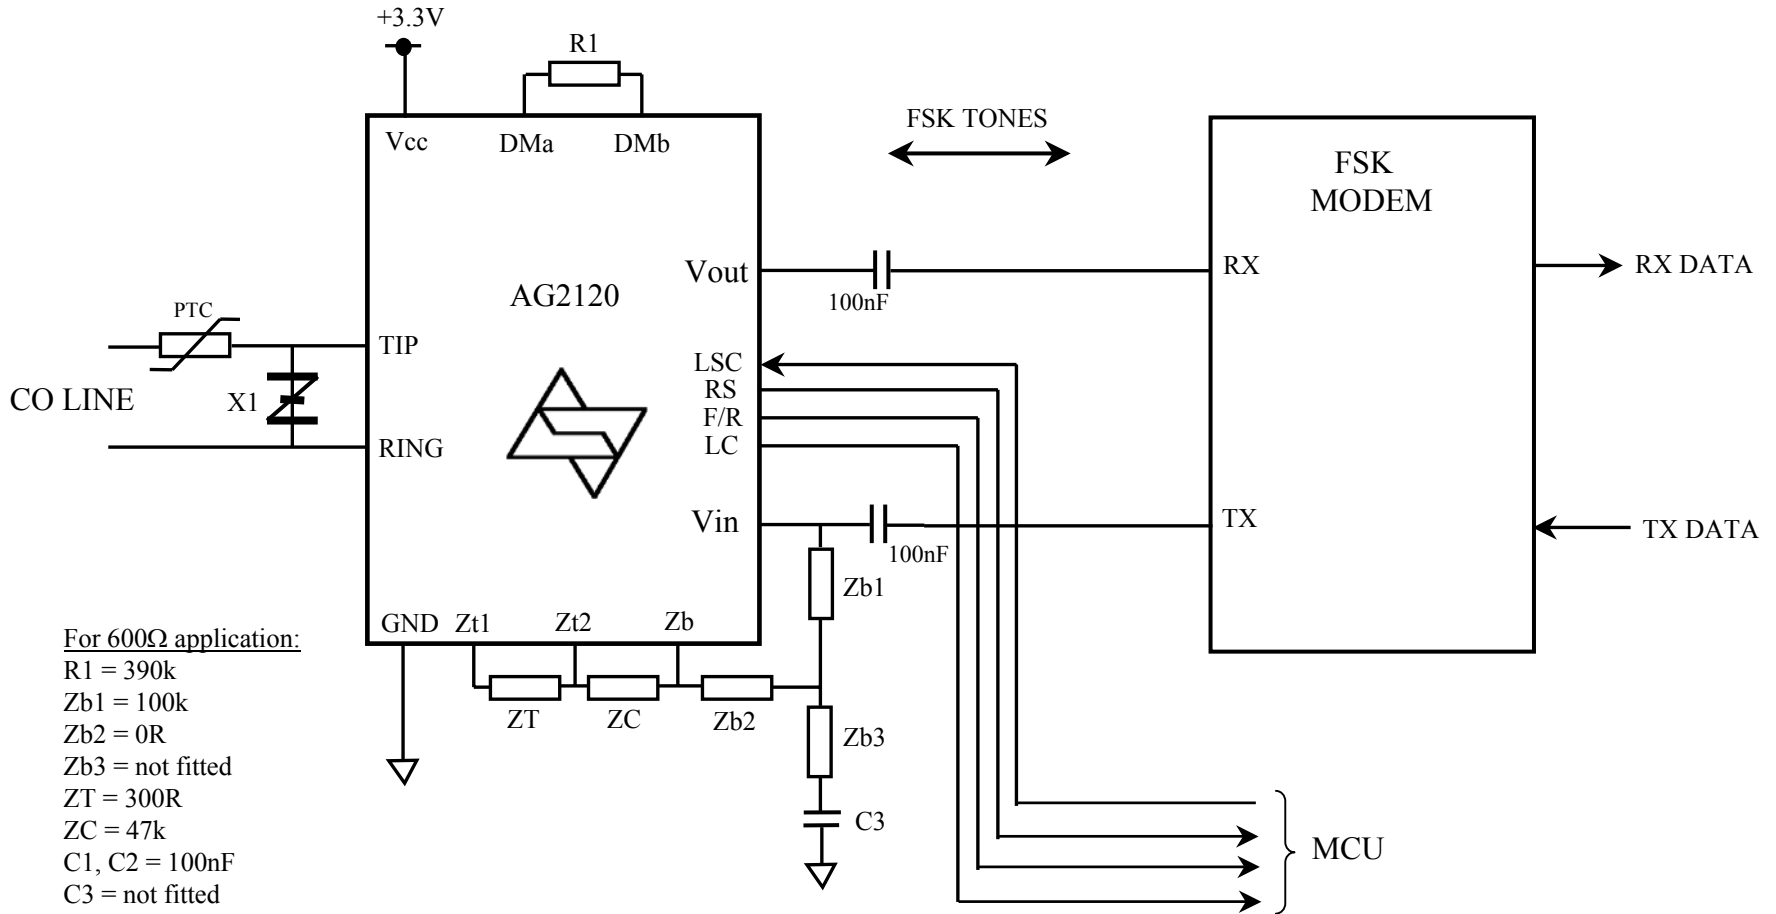 +3.3V
R1
FSK TONES
Vcc
DMa
DMb
FSK
MODEM
Vout
RX
RX DATA
100nF
AG2120
PTC
TIP
LSC
CO LINE
X1
RS
F/R
RING
LC
Vin
TX
TX DATA
100nF
Zb1
GND
Zt1
Zt2
Zb
ZT
ZC
Zb2
Zb3
C3
MCU
For 600Ω application:
R1 = 390k
Zb1 = 100k
Zb2 = 0R
Zb3 = not fitted
ZT = 300R
ZC = 47k
C1, C2 = 100nF
C3 = not fitted